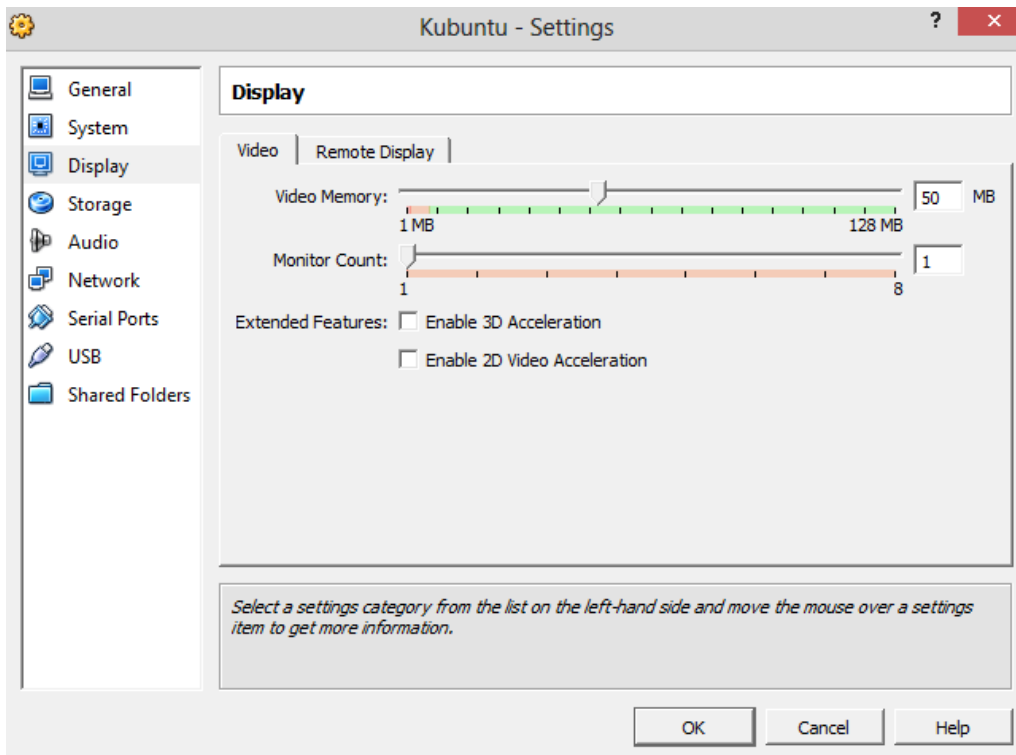 Kubuntu - Settings
?
General
System
Display
Storage
Audio
Network
Serial Ports
USB
Shared Folders
Display
Video
Remote Display
Video Memory:
50
MB
1 MB
128 MB
Monitor Count:
1
1
8
Extended Features:
Enable 3D Acceleration
Enable 2D Video Acceleration
Select a settings category from the list on the left-hand side and move the mouse over a settings
item to get more information.
OK
Cancel
Help